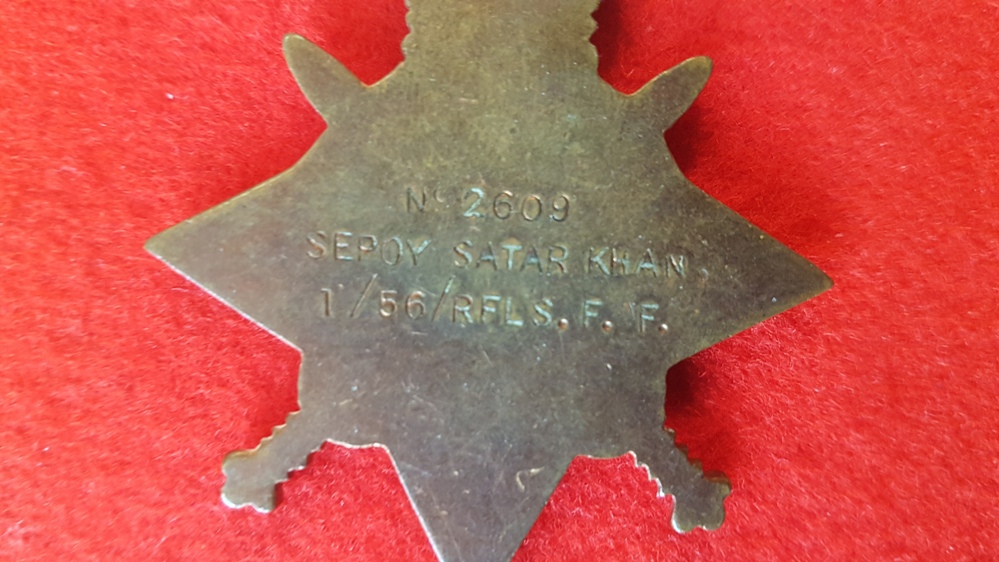 No 2609
SEPOY SATAR KHAN.
1/56/RFLS. F. F.